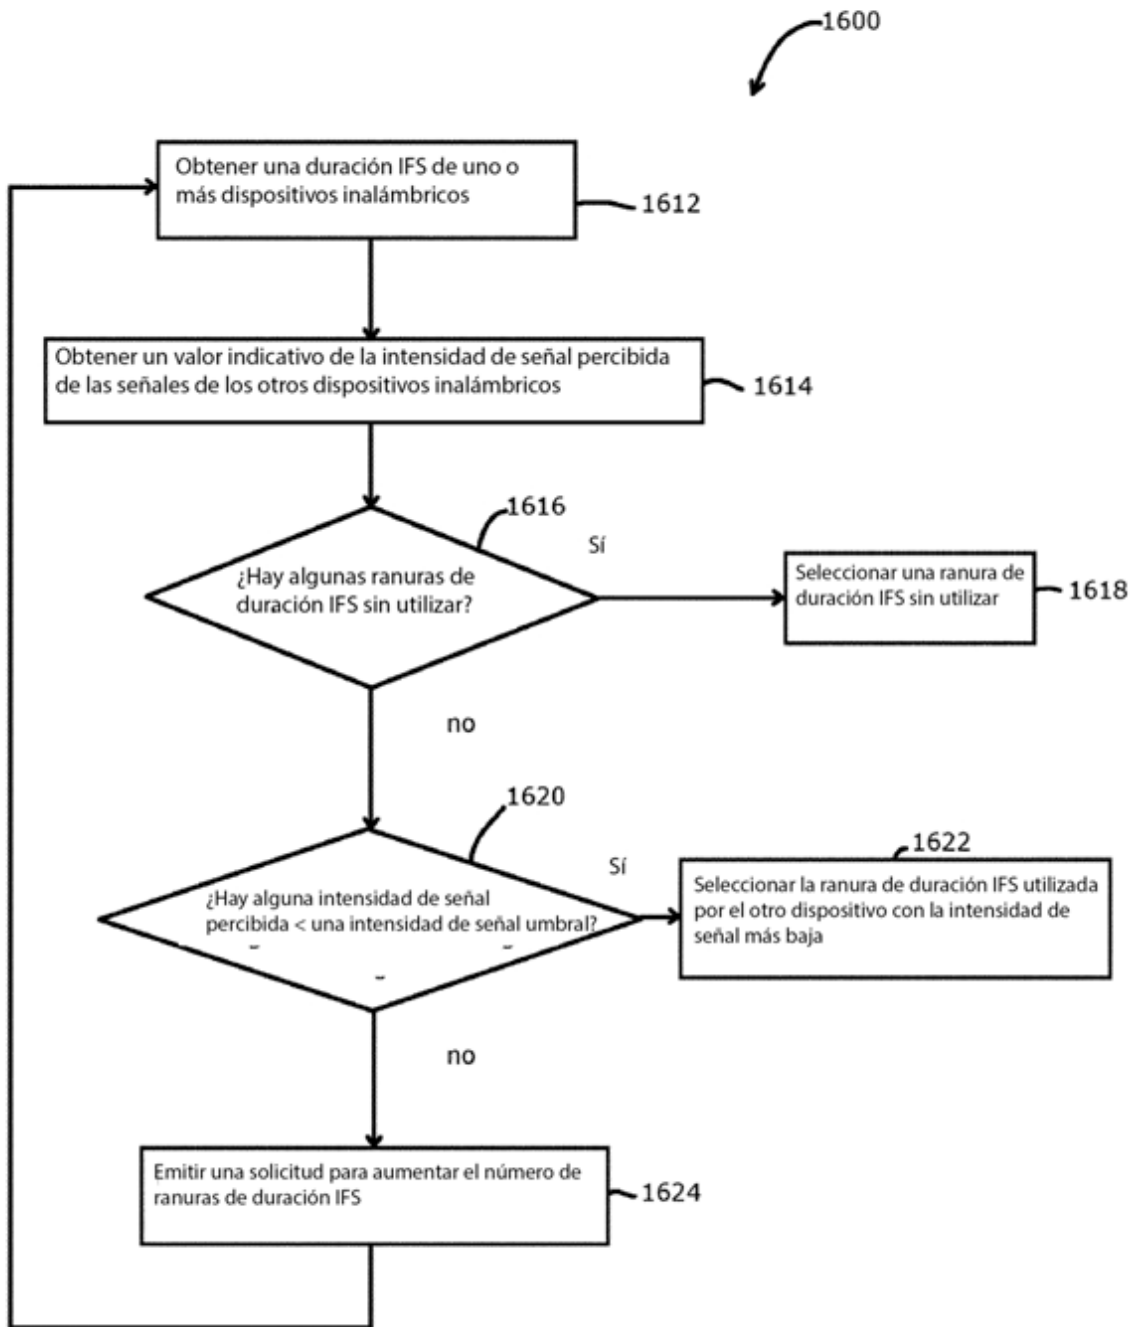 1600
Obtener una duración IFS de uno o
más dispositivos inalámbricos
1612
Obtener un valor indicativo de la intensidad de señal percibida
de las señales de los otros dispositivos inalámbricos
1614
1616
¿Hay algunas ranuras de
duración IFS sin utilizar?
Sí
Seleccionar una ranura de
duración IFS sin utilizar
1618
no
1620
¿Hay alguna intensidad de señal
percibida < una intensidad de señal umbral?
Sí
1622
Seleccionar la ranura de duración IFS utilizada
por el otro dispositivo con la intensidad de
señal más baja
no
Emitir una solicitud para aumentar el número de
ranuras de duración IFS
1624